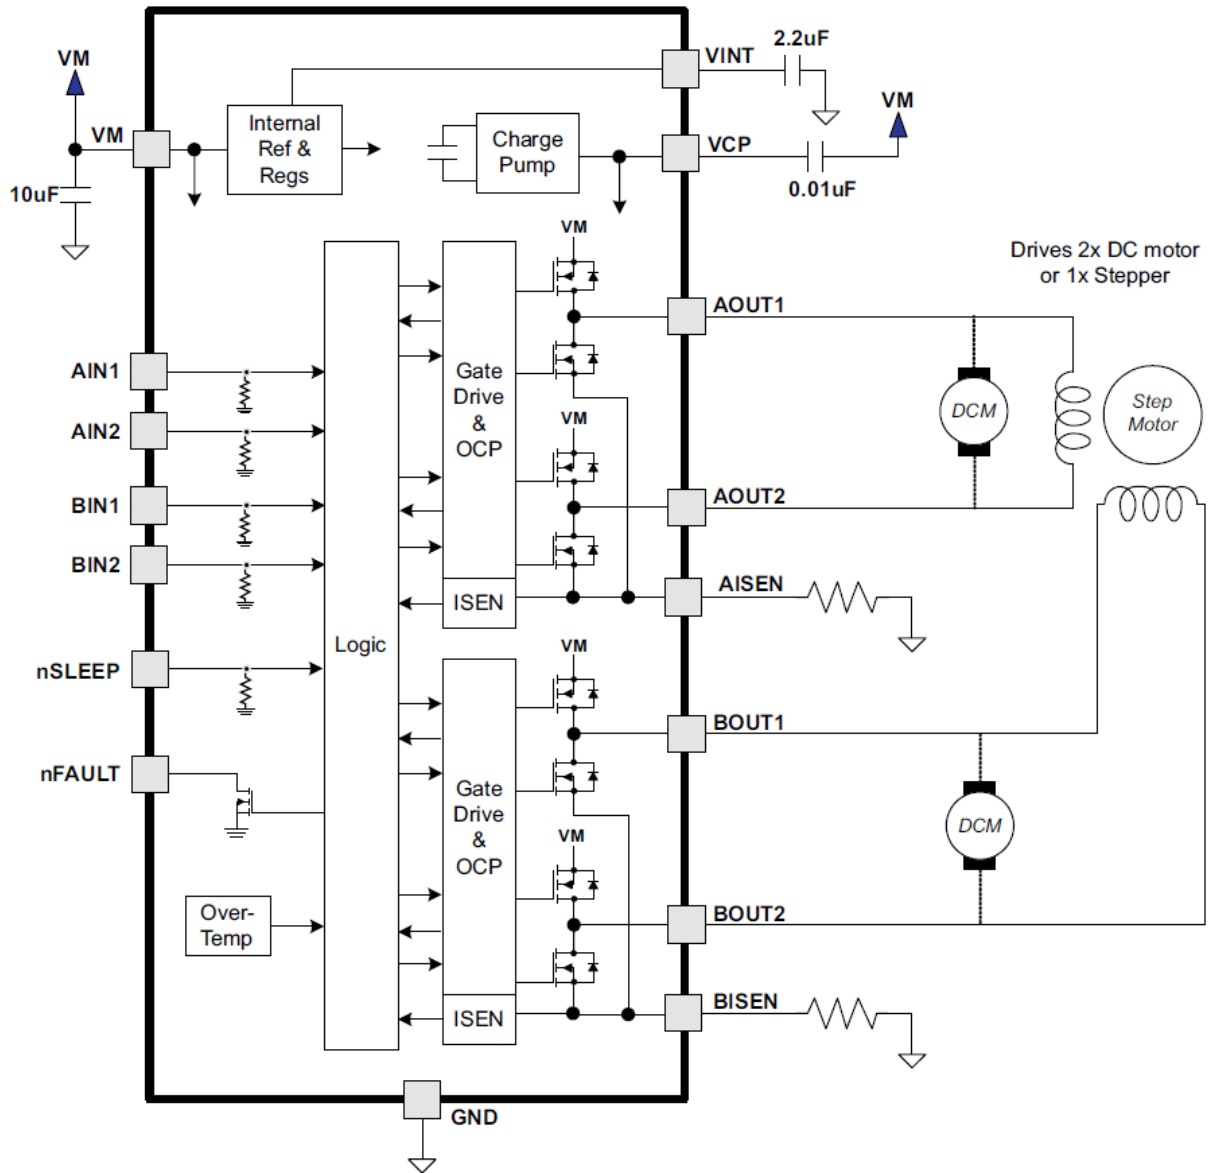 VM
VM
10uF
Internal
Ref &
Regs
Charge
Pump
VINT
2.2uF
VM
VCP
0.01uF
Drives 2x DC motor
or 1x Stepper
VM
AOUT1
Gate
Drive
&
OCP
VM
AOUT2
ISEN
AISEN
DCM
Step
Motor
AIN1
AIN2
BIN1
BIN2
nSLEEP
nFAULT
Logic
Over-
Temp
VM
BOUT1
Gate
Drive
&
OCP
VM
BOUT2
ISEN
BISEN
DCM
GND